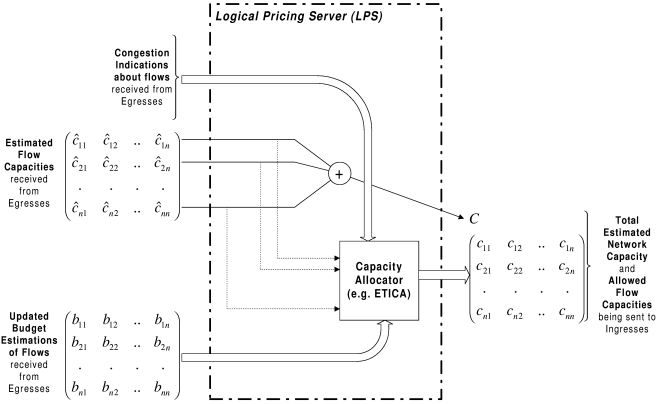 Logical Pricing Server (LPS)
Congestion
Indications
about flows
received from
Egresses
Estimated
Flow
Capacities
received
from
Egresses
ĉ11 ĉ12 .. ĉ1n
ĉ21 ĉ22 .. ĉ2n
. . . .
ĉn1 ĉn2 .. ĉnn
+
C
Capacity
Allocator
(e.g. ETICA)
c11 c12 .. c1n
c21 c22 .. c2n
. . . .
cn1 cn2 .. cnn
Total
Estimated
Network
Capacity
and
Allowed
Flow
Capacities
being sent to
Ingresses
Updated
Budget
Estimations
of Flows
received
from
Egresses
b11 b12 .. b1n
b21 b22 .. b2n
. . . .
bn1 bn2 .. bnn